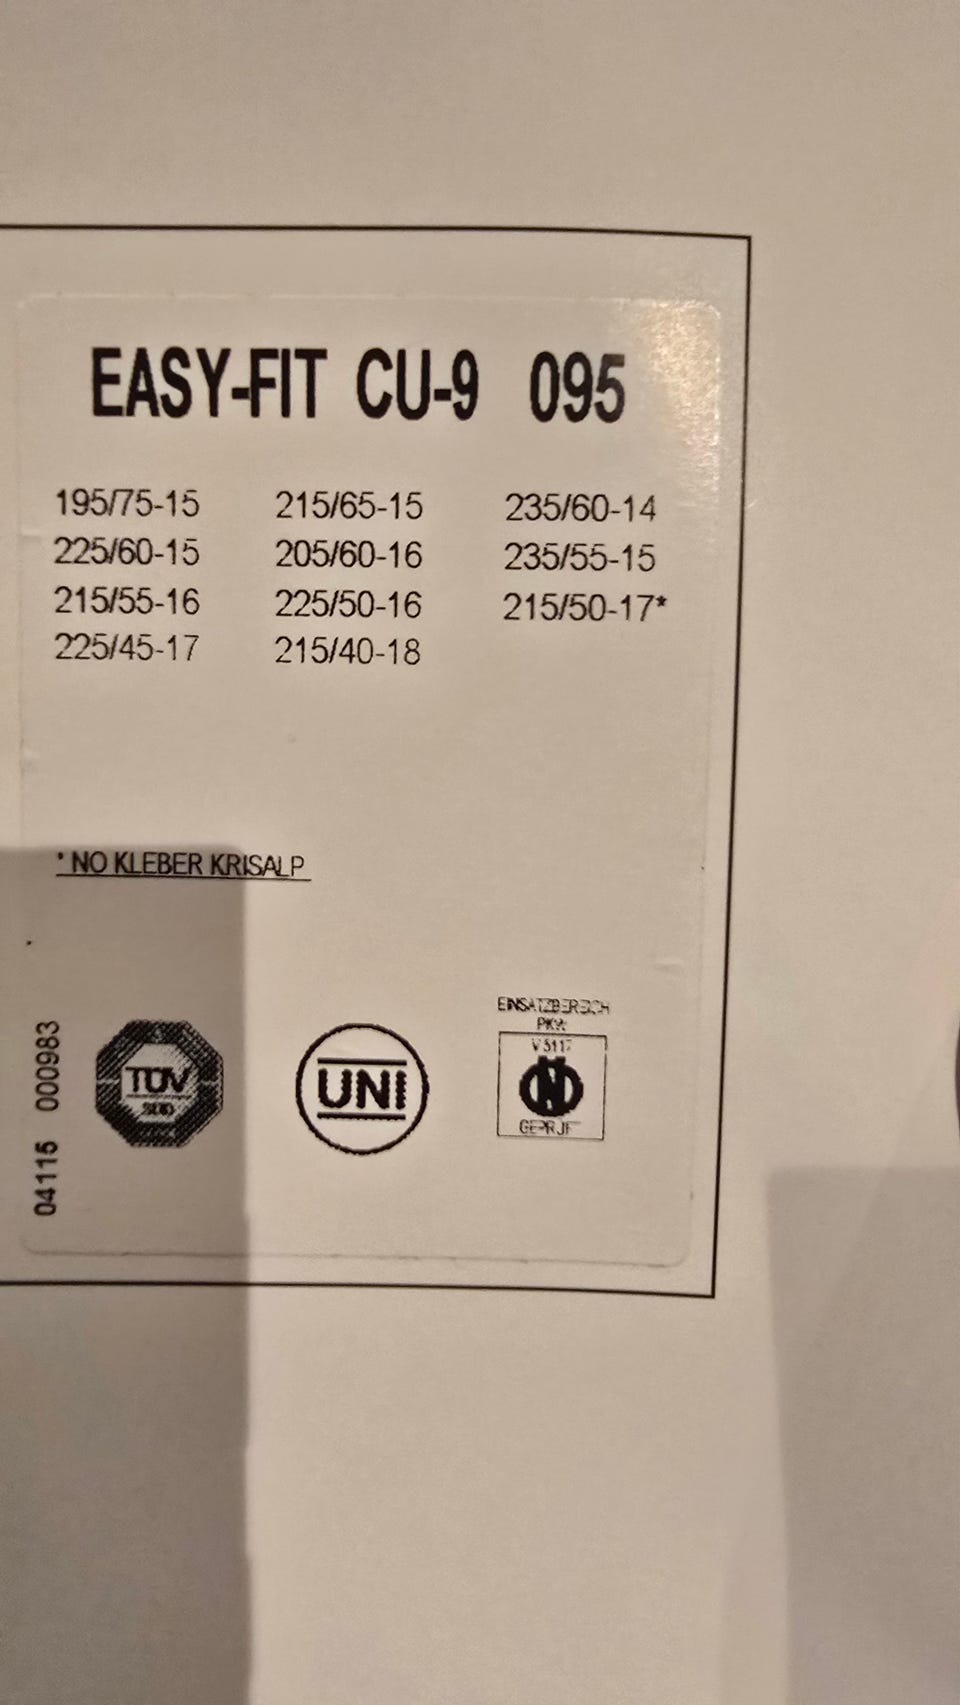 EASY-FIT CU-9 095
195/75-15 215/65-15 235/60-14
225/60-15 205/60-16 235/55-15
215/55-16 225/50-16 215/50-17*
225/45-17 215/40-18
* NO KLEBER KRISALP
04115 000983
TÜV
SÜD
UNI
EINSATZBEREICH
PKW
V5117